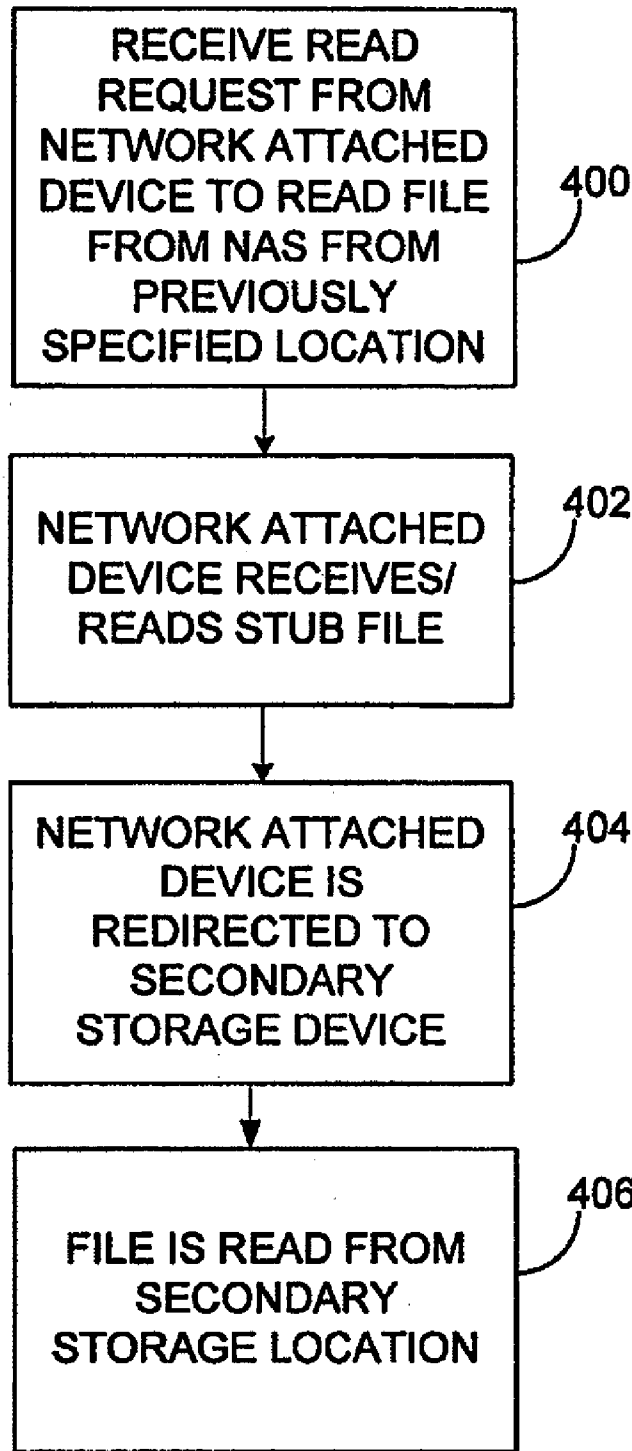 RECEIVE READ
REQUEST FROM
NETWORK ATTACHED
DEVICE TO READ FILE
FROM NAS FROM
PREVIOUSLY
SPECIFIED LOCATION
400
NETWORK ATTACHED
DEVICE RECEIVES/
READS STUB FILE
402
NETWORK ATTACHED
DEVICE IS
REDIRECTED TO
SECONDARY
STORAGE DEVICE
404
FILE IS READ FROM
SECONDARY
STORAGE LOCATION
406